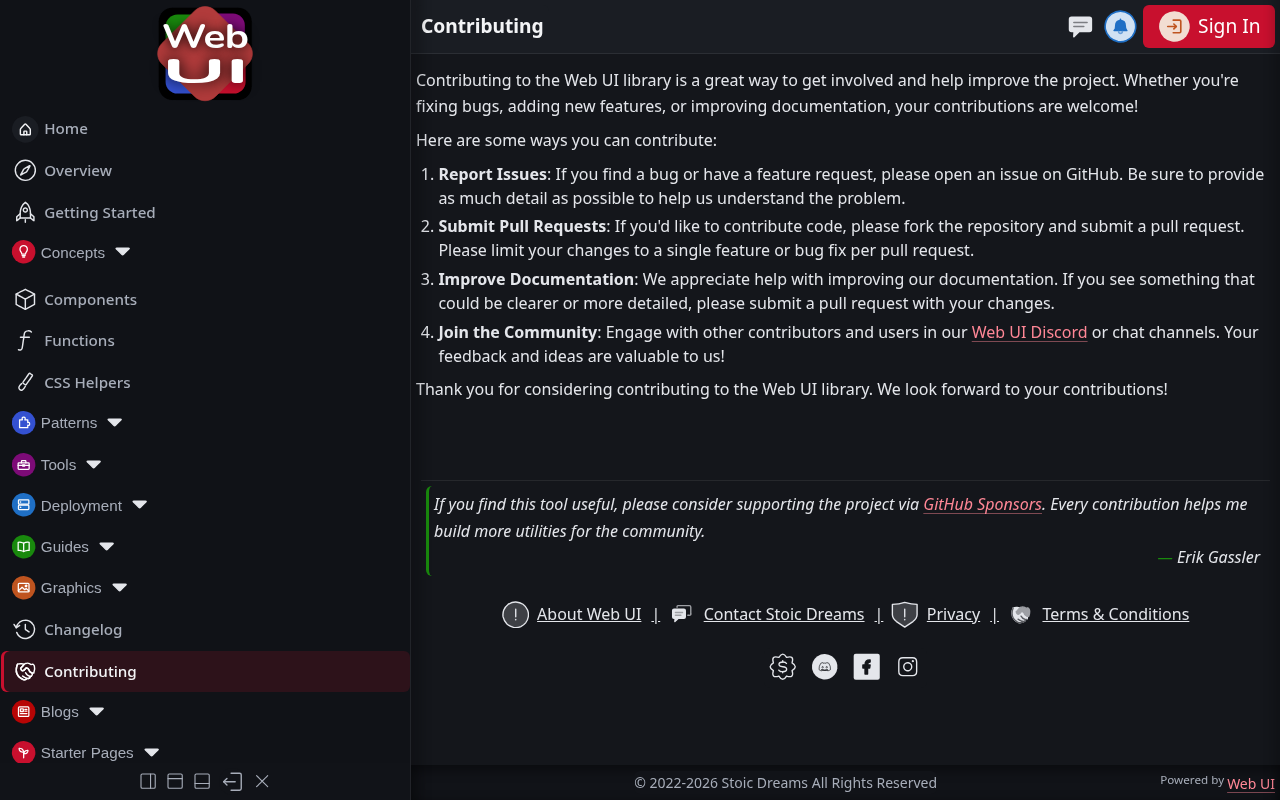 Web
UI
Home
Overview
Getting Started
Concepts
Components
Functions
CSS Helpers
Patterns
Tools
Deployment
Guides
Graphics
Changelog
Contributing
Blogs
Starter Pages
Contributing
Sign In
Contributing to the Web UI library is a great way to get involved and help improve the project. Whether you're
fixing bugs, adding new features, or improving documentation, your contributions are welcome!
Here are some ways you can contribute:
1. Report Issues: If you find a bug or have a feature request, please open an issue on GitHub. Be sure to provide
as much detail as possible to help us understand the problem.
2. Submit Pull Requests: If you'd like to contribute code, please fork the repository and submit a pull request.
Please limit your changes to a single feature or bug fix per pull request.
3. Improve Documentation: We appreciate help with improving our documentation. If you see something that
could be clearer or more detailed, please submit a pull request with your changes.
4. Join the Community: Engage with other contributors and users in our Web UI Discord or chat channels. Your
feedback and ideas are valuable to us!
Thank you for considering contributing to the Web UI library. We look forward to your contributions!
If you find this tool useful, please consider supporting the project via GitHub Sponsors. Every contribution helps me
build more utilities for the community.
— Erik Gassler
About Web UI | Contact Stoic Dreams | Privacy | Terms & Conditions
© 2022-2026 Stoic Dreams All Rights Reserved
Powered by Web UI